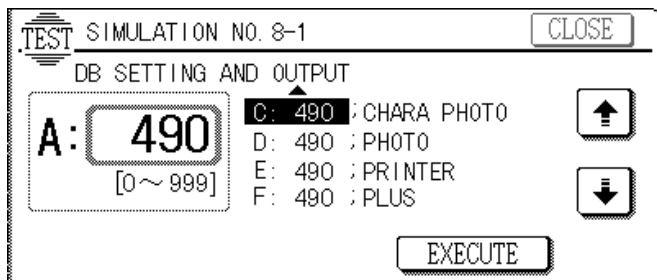 TEST SIMULATION NO. 8-1 CLOSE
DB SETTING AND OUTPUT
A: 490
[0～999]
C: 490 ;CHARA PHOTO
D: 490 ;PHOTO
E: 490 ;PRINTER
F: 490 ;PLUS
EXECUTE